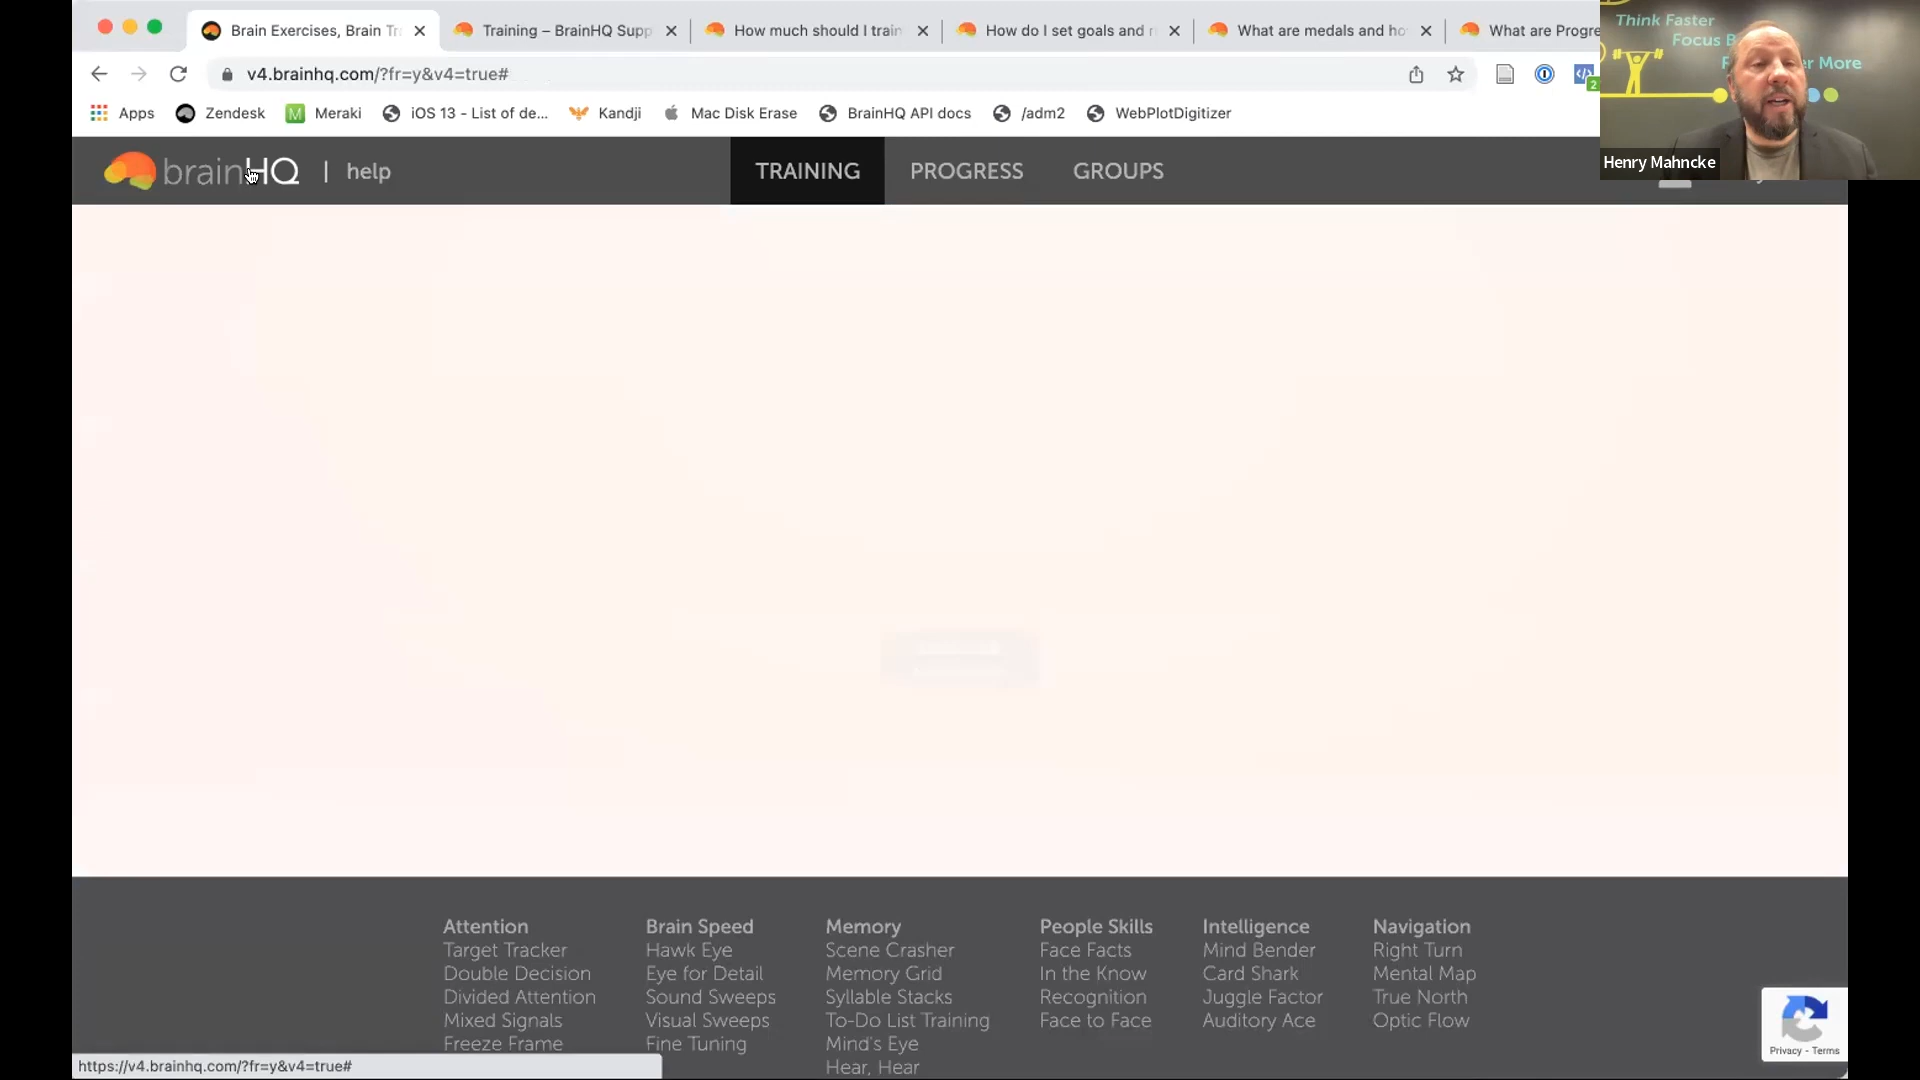 Brain Exercises, Brain Tr
Training – BrainHQ Supp
How much should I train
How do I set goals and r
What are medals and ho
What are Progre
v4.brainhq.com/?fr=y&v4=true#
2
Apps
Zendesk
M Meraki
iOS 13 - List of de...
Kandji
Mac Disk Erase
BrainHQ API docs
/adm2
WebPlotDigitizer
Think Faster
Focus B
er More
Henry Mahncke
brainHQ | help
TRAINING
PROGRESS
GROUPS
Attention
Target Tracker
Double Decision
Divided Attention
Mixed Signals
Freeze Frame
Brain Speed
Hawk Eye
Eye for Detail
Sound Sweeps
Visual Sweeps
Fine Tuning
Memory
Scene Crasher
Memory Grid
Syllable Stacks
To-Do List Training
Mind's Eye
Hear, Hear
People Skills
Face Facts
In the Know
Recognition
Face to Face
Intelligence
Mind Bender
Card Shark
Juggle Factor
Auditory Ace
Navigation
Right Turn
Mental Map
True North
Optic Flow
Privacy - Terms
https://v4.brainhq.com/?fr=y&v4=true#